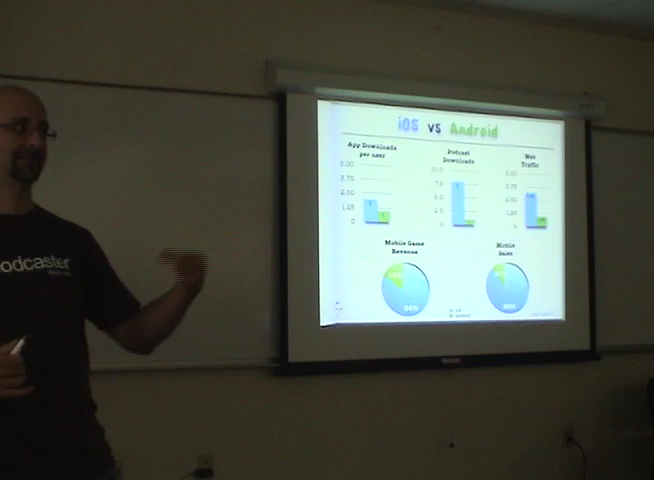 iOS vs Android
App Downloads
per user
5.00
3.75
2.50
1.25
0
Podcast
Downloads
10.0
7.5
5.0
2.5
0
Web
Traffic
5.00
3.75
2.50
1.25
0
Mobile Game
Revenue
Mobile
Sales
odcaster